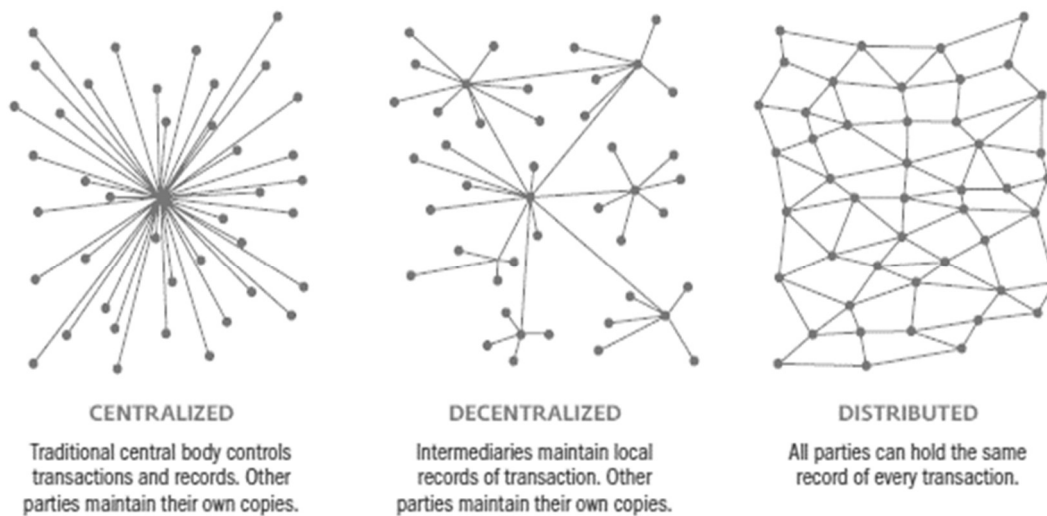 CENTRALIZED
Traditional central body controls
transactions and records. Other
parties maintain their own copies.
DECENTRALIZED
Intermediaries maintain local
records of transaction. Other
parties maintain their own copies.
DISTRIBUTED
All parties can hold the same
record of every transaction.